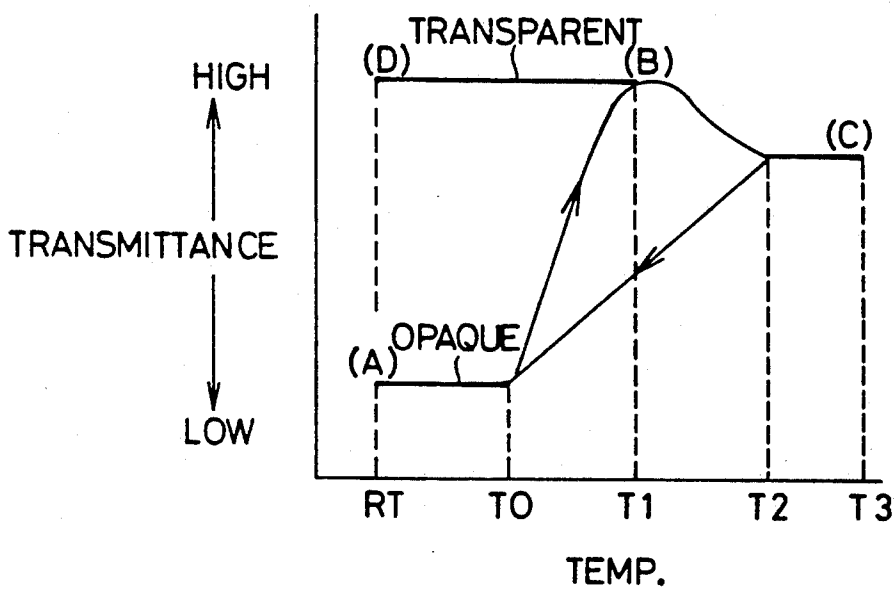 TRANSPARENT
(D)
(B)
HIGH
(C)
TRANSMITTANCE
OPAQUE
(A)
LOW
RT T0 T1 T2 T3
TEMP.